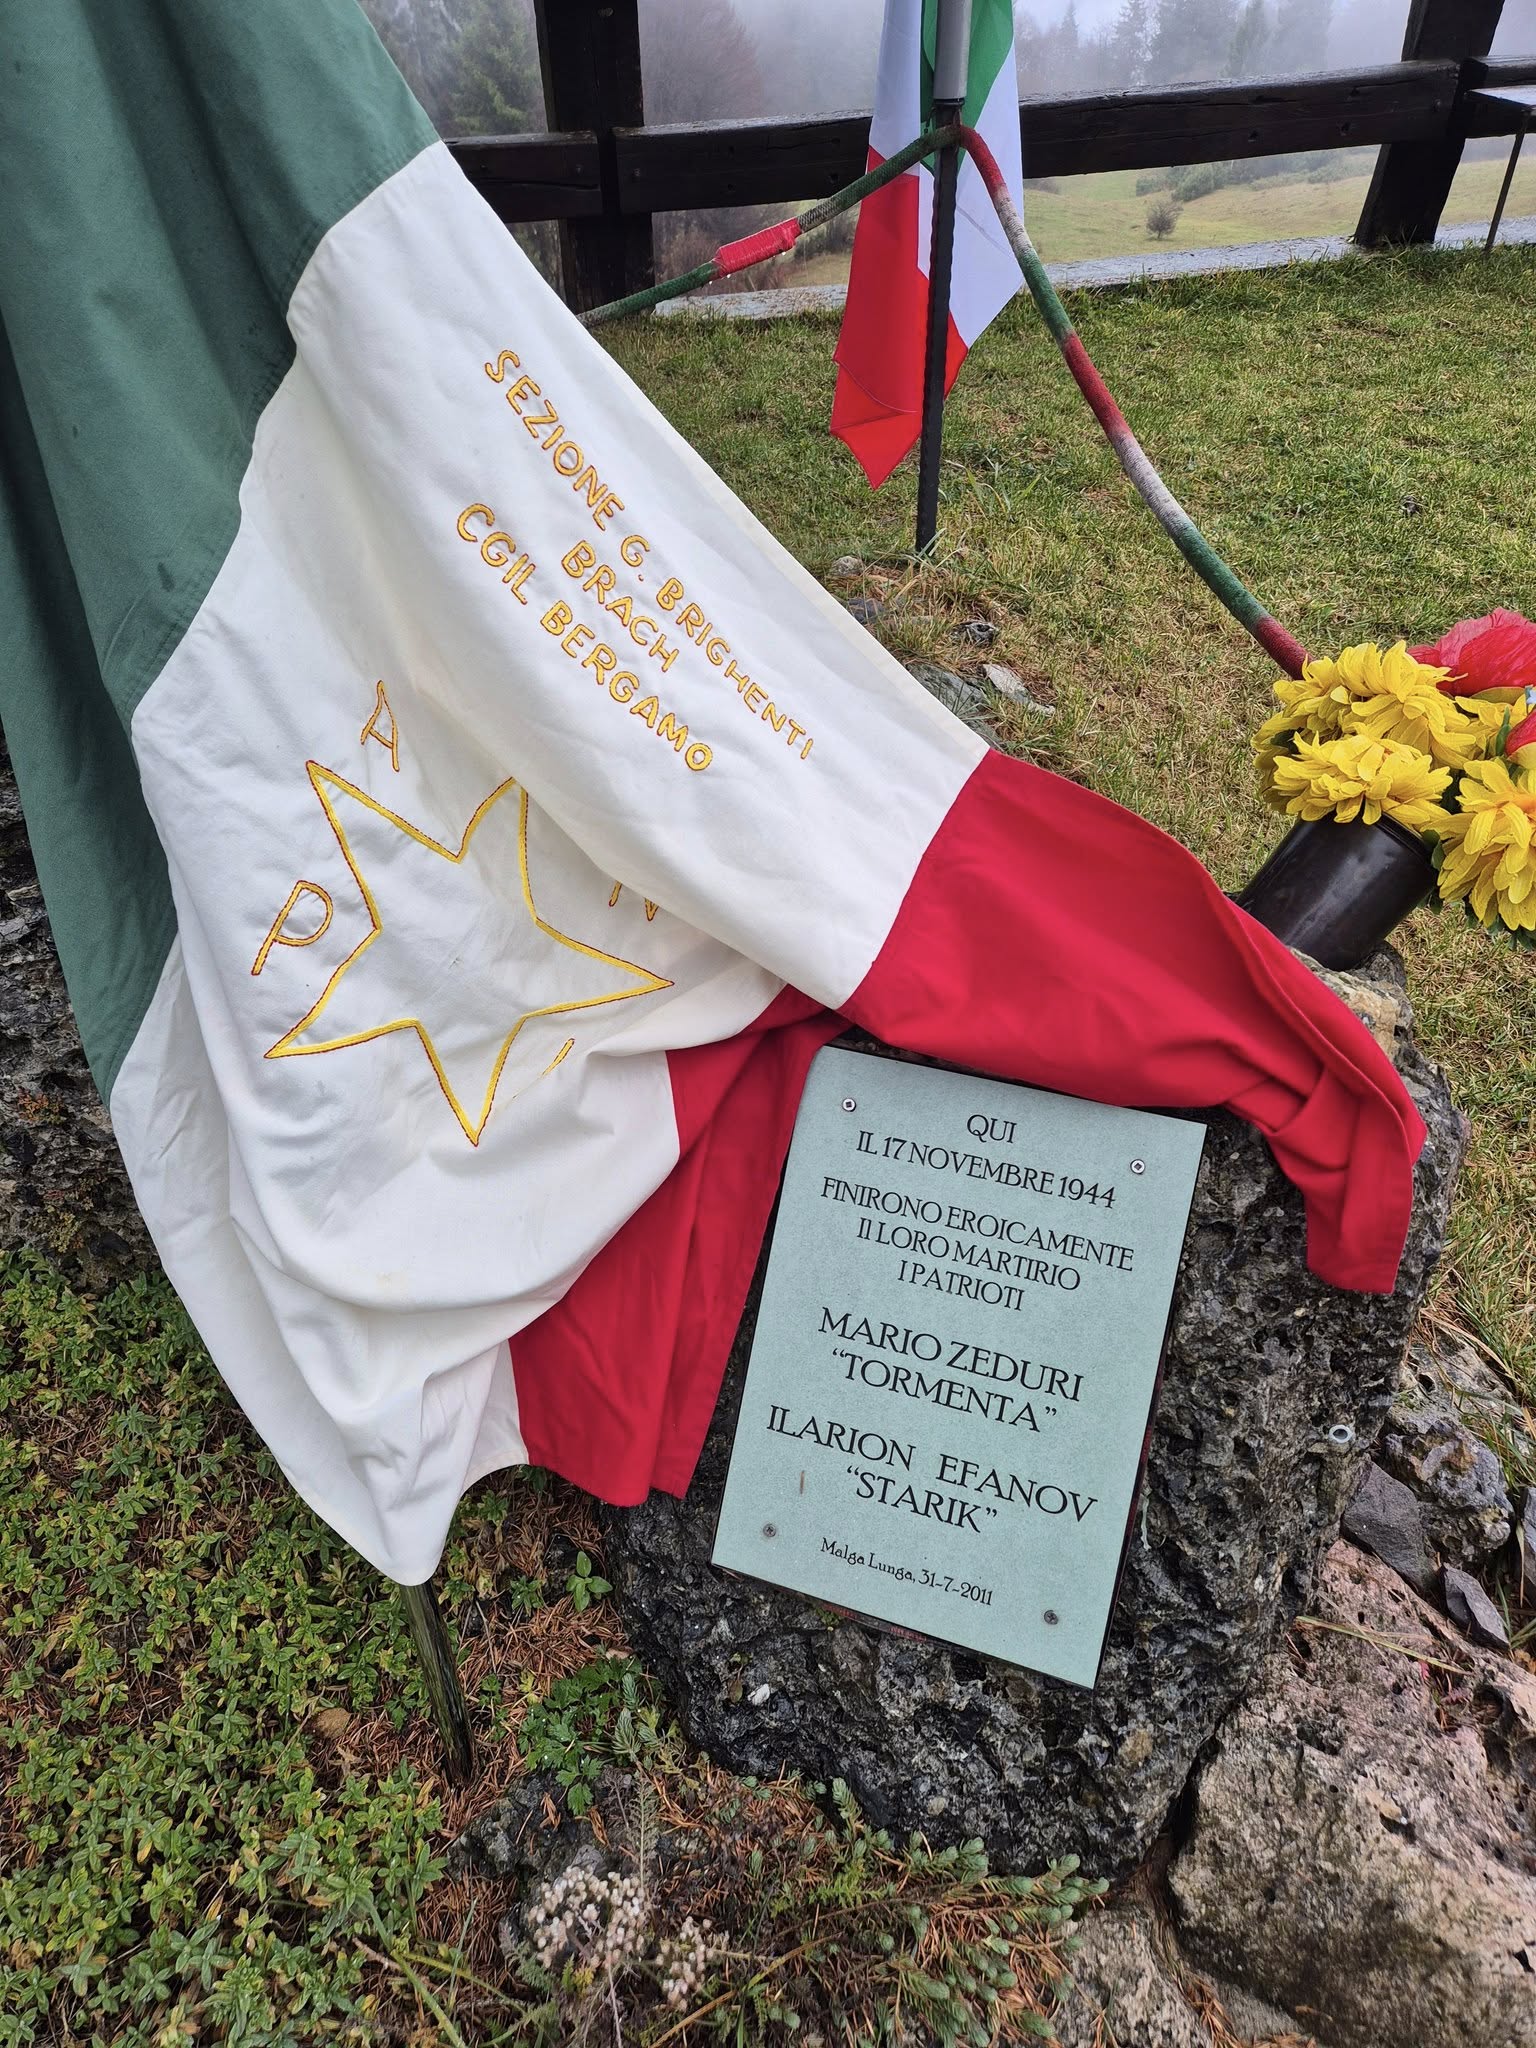 SEZIONE G. BRIGHENTI
BRACH
CGIL BERGAMO
A
P
QUI
IL 17 NOVEMBRE 1944
FINIRONO EROICAMENTE
Il LORO MARTIRIO
I PATRIOTI
MARIO ZEDURI
“TORMENTA”
ILARION EFANOV
“STARIK”
Malga Lunga, 31-7-2011